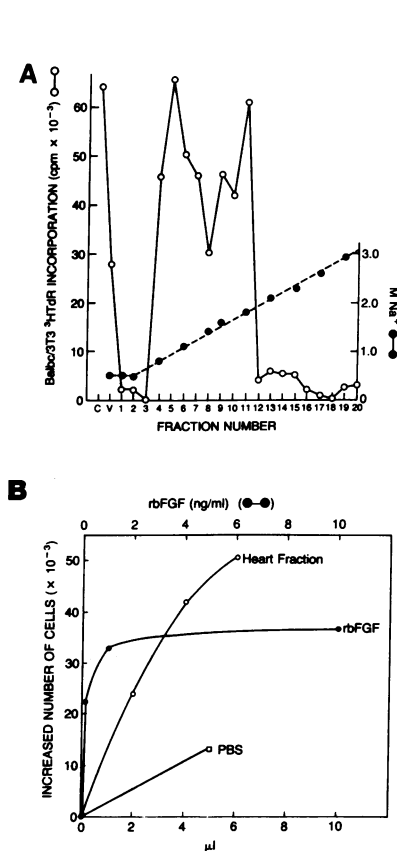 A
Balbc/3T3 ³HTdR INCORPORATION (cpm × 10⁻³)
60
50
40
30
20
10
0
3.0
2.0
1.0
0
M Na⁺
C V 1 2 3 4 5 6 7 8 9 10 11 12 13 14 15 16 17 18 19 20
FRACTION NUMBER
B
rbFGF (ng/ml) (●—●)
0 2 4 6 8 10
INCREASED NUMBER OF CELLS (× 10⁻³)
50
40
30
20
10
0
Heart Fraction
rbFGF
PBS
0 2 4 6 8 10
µl